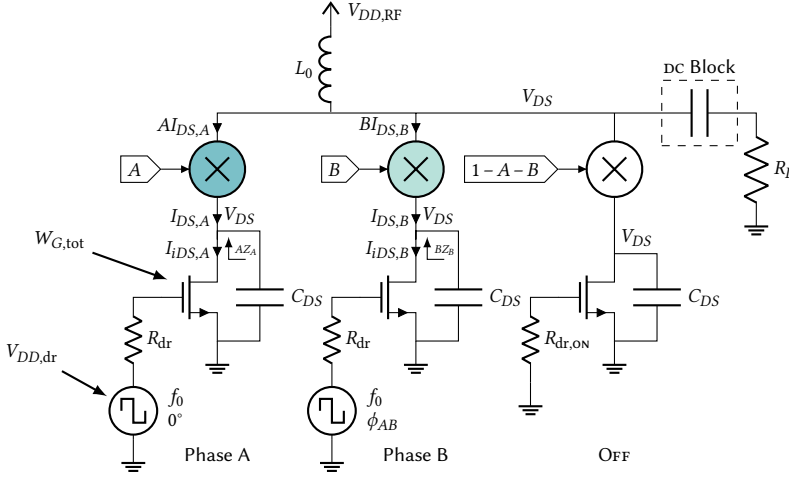 V_DD,RF
L_0
DC Block
V_DS
AI_DS,A
BI_DS,B
A
B
1 – A – B
R_L
I_DS,A V_DS
I_DS,B V_DS
V_DS
I_iDS,A AZ_A
I_iDS,B BZ_B
W_G,tot
C_DS
C_DS
C_DS
R_dr
R_dr
R_dr,ON
V_DD,dr
f_0
0°
f_0
ϕ_AB
Phase A
Phase B
OFF